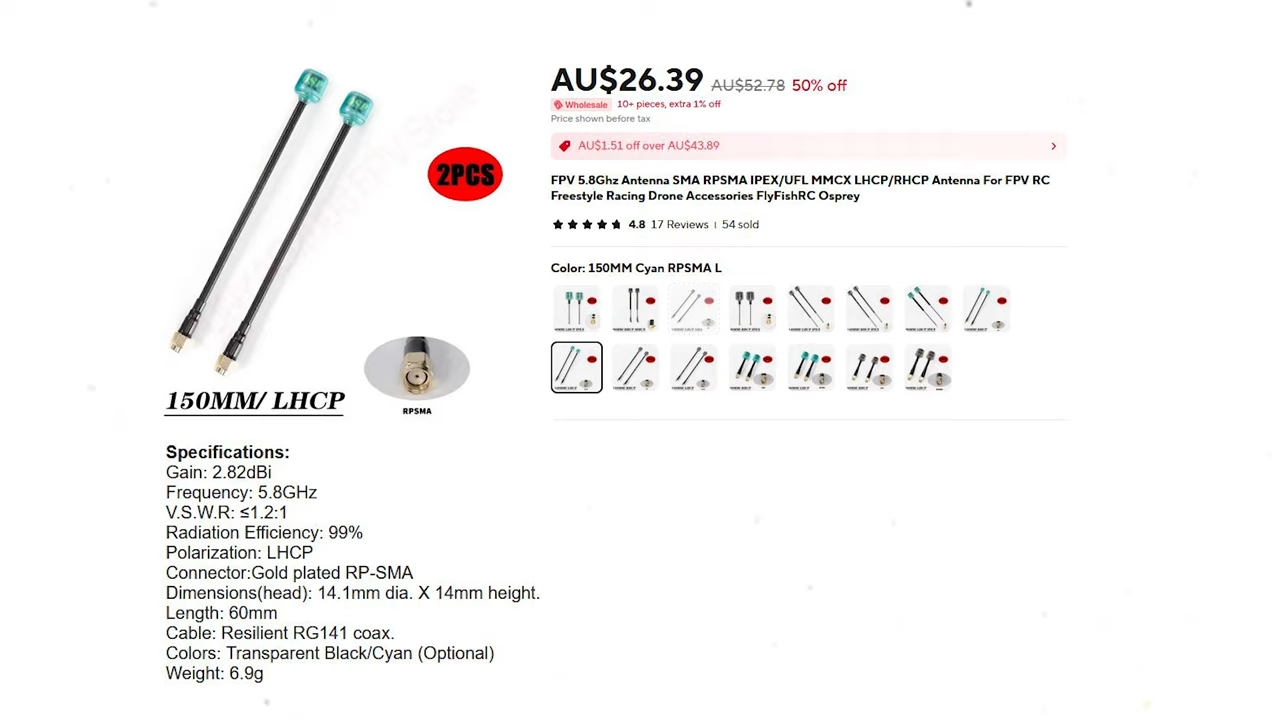 2PCS
150MM/ LHCP
RPSMA
Specifications:
Gain: 2.82dBi
Frequency: 5.8GHz
V.S.W.R: ≤1.2:1
Radiation Efficiency: 99%
Polarization: LHCP
Connector:Gold plated RP-SMA
Dimensions(head): 14.1mm dia. X 14mm height.
Length: 60mm
Cable: Resilient RG141 coax.
Colors: Transparent Black/Cyan (Optional)
Weight: 6.9g
AU$26.39 AU$52.78 50% off
Wholesale 10+ pieces, extra 1% off
Price shown before tax
AU$1.51 off over AU$43.89
FPV 5.8Ghz Antenna SMA RPSMA IPEX/UFL MMCX LHCP/RHCP Antenna For FPV RC
Freestyle Racing Drone Accessories FlyFishRC Osprey
4.8 17 Reviews | 54 sold
Color: 150MM Cyan RPSMA L